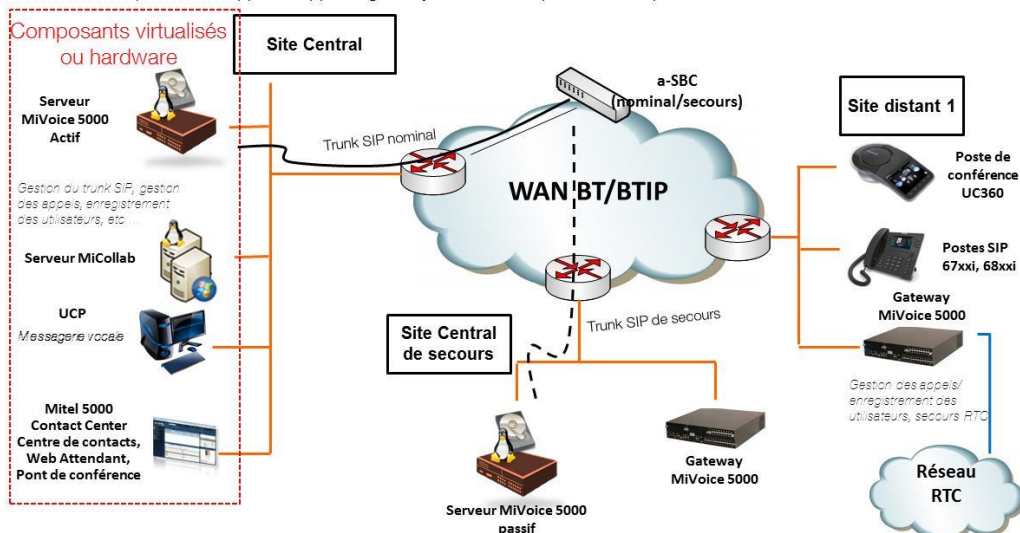 Composants virtualisés
ou hardware
Site Central
Serveur
MiVoice 5000
Actif
Gestion du trunk SIP, gestion
des appels, enregistrement
des utilisateurs, etc ...
Serveur MiCollab
UCP
Messagerie vocale
Mitel 5000
Contact Center
Centre de contacts,
Web Attendant,
Pont de conférence
Trunk SIP nominal
a-SBC
(nominal/secours)
WAN BT/BTIP
Site Central
de secours
Trunk SIP de secours
Serveur MiVoice 5000
passif
Gateway
MiVoice 5000
Site distant 1
Poste de
conférence
UC360
Postes SIP
67xxi, 68xxi
Gateway
MiVoice 5000
Gestion des appels/
enregistrement des
utilisateurs, secours RTC
Réseau
RTC